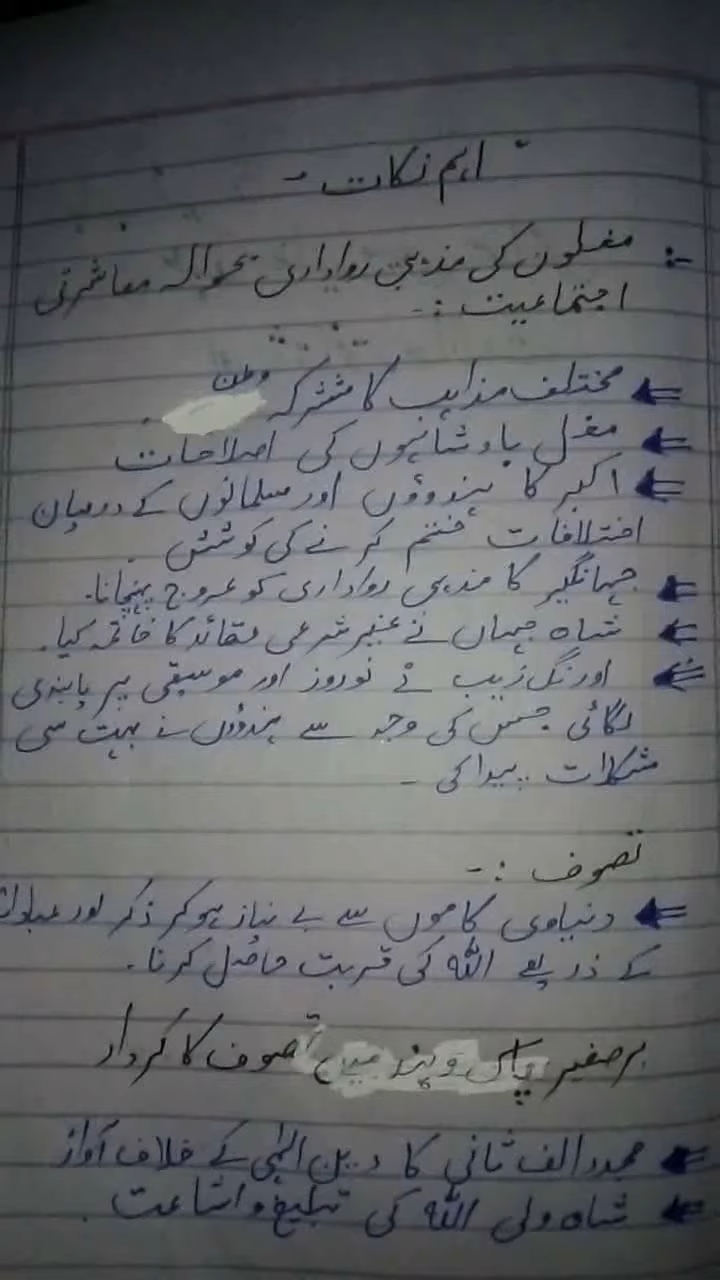 اہم نکات -
:- مغلوں کی مذہبی رواداری بحوالہ معاشرتی
اجتماعیت :-
⇐ مختلف مذاہب کا مشترکہ وطن
⇐ مغل بادشاہوں کی اصلاحات
⇐ اکبر کا ہندوؤں اور مسلمانوں کے درمیان
اختلافات ختم کرنے کی کوشش
⇐ جہانگیر کا مذہبی رواداری کو عروج پہنچانا۔
⇐ شاہ جہاں نے غیر شرعی عقائد کا خاتمہ کیا۔
⇐ اورنگزیب نے نوروز اور موسیقی پر پابندی
لگائی جس کی وجہ سے ہندوؤں نے بہت سی
مشکلات پیدا کی -
تصوف :-
⇐ دنیاوی کاموں سے بے نیاز ہوکر ذکر اور عبادات
کے ذریعے اللہ کی قربت حاصل کرنا۔
برصغیر پاک و ہند میں تصوف کا کردار
⇐ مجدد الف ثانی کا دین الٰہی کے خلاف آواز
⇐ شاہ ولی اللہ کی تبلیغ و اشاعت